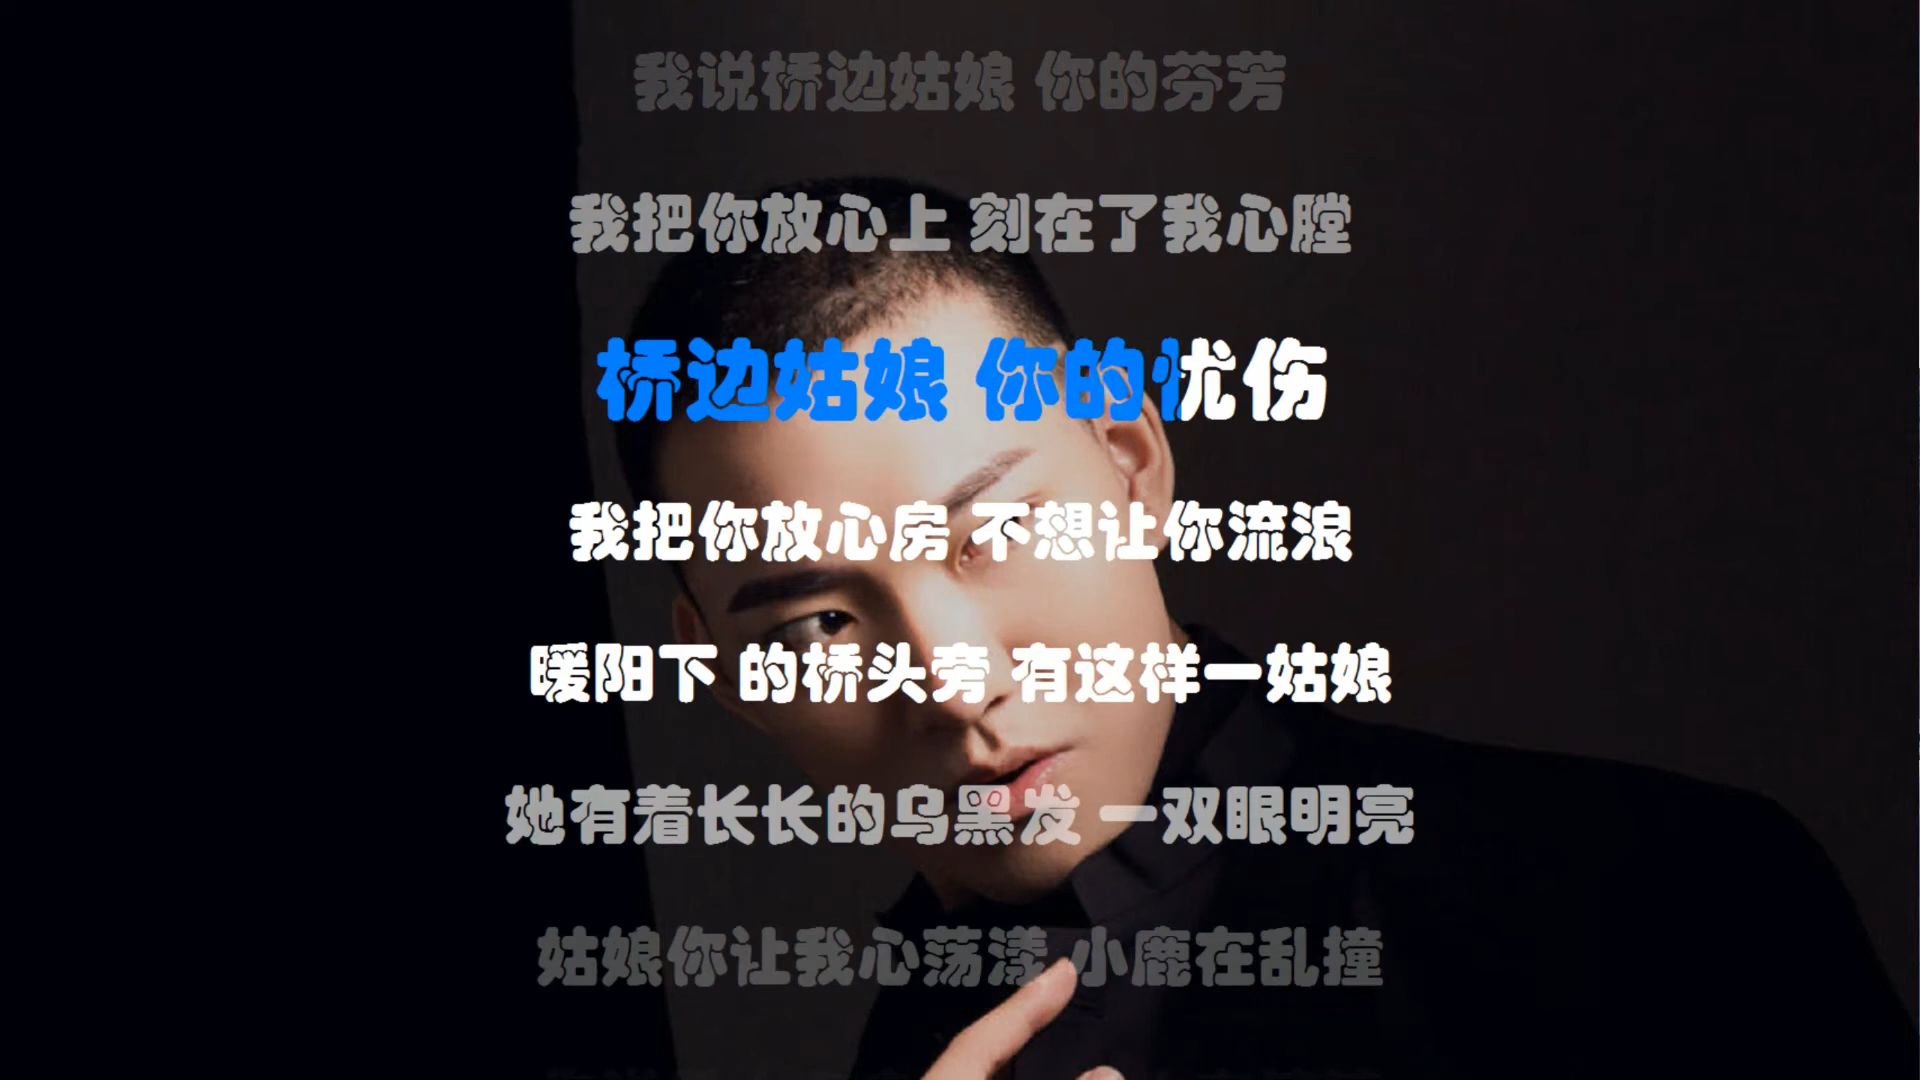 我说桥边姑娘 你的芬芳
我把你放心上 刻在了我心膛
桥边姑娘 你的忧伤
我把你放心房 不想让你流浪
暖阳下 的桥头旁 有这样一姑娘
她有着长长的乌黑发 一双眼明亮
姑娘你让我心荡漾 小鹿在乱撞